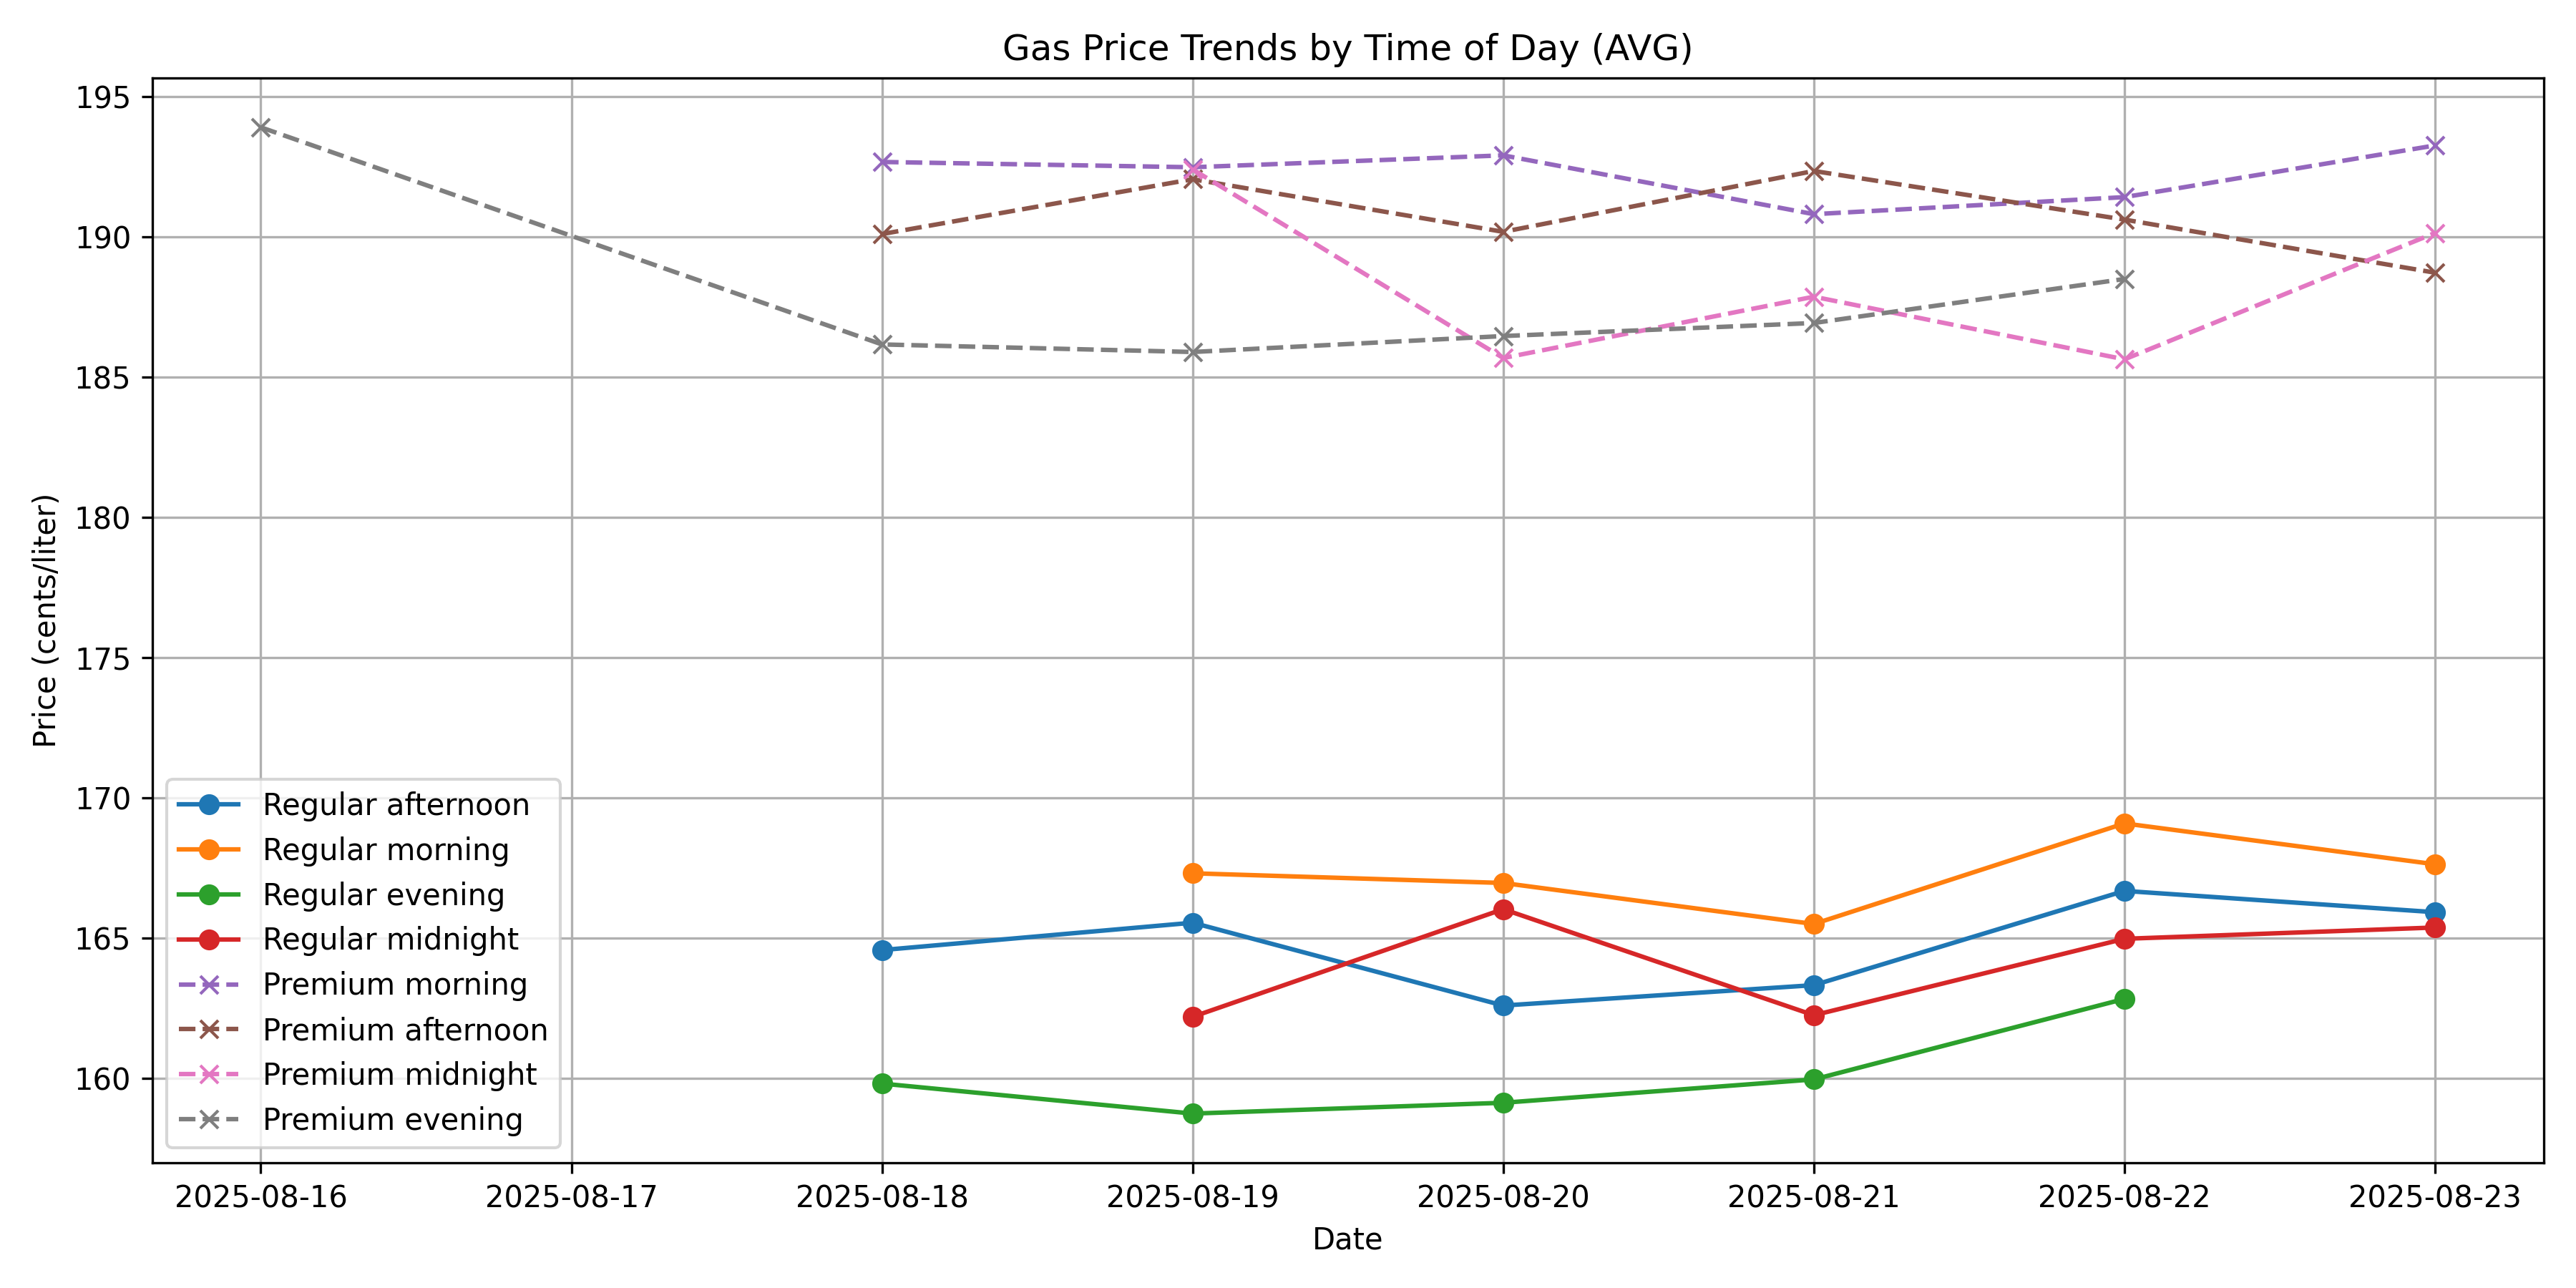 Gas Price Trends by Time of Day (AVG)
195
190
185
180
175
170
165
160
Price (cents/liter)
Regular afternoon
Regular morning
Regular evening
Regular midnight
Premium morning
Premium afternoon
Premium midnight
Premium evening
2025-08-16 2025-08-17 2025-08-18 2025-08-19 2025-08-20 2025-08-21 2025-08-22 2025-08-23
Date